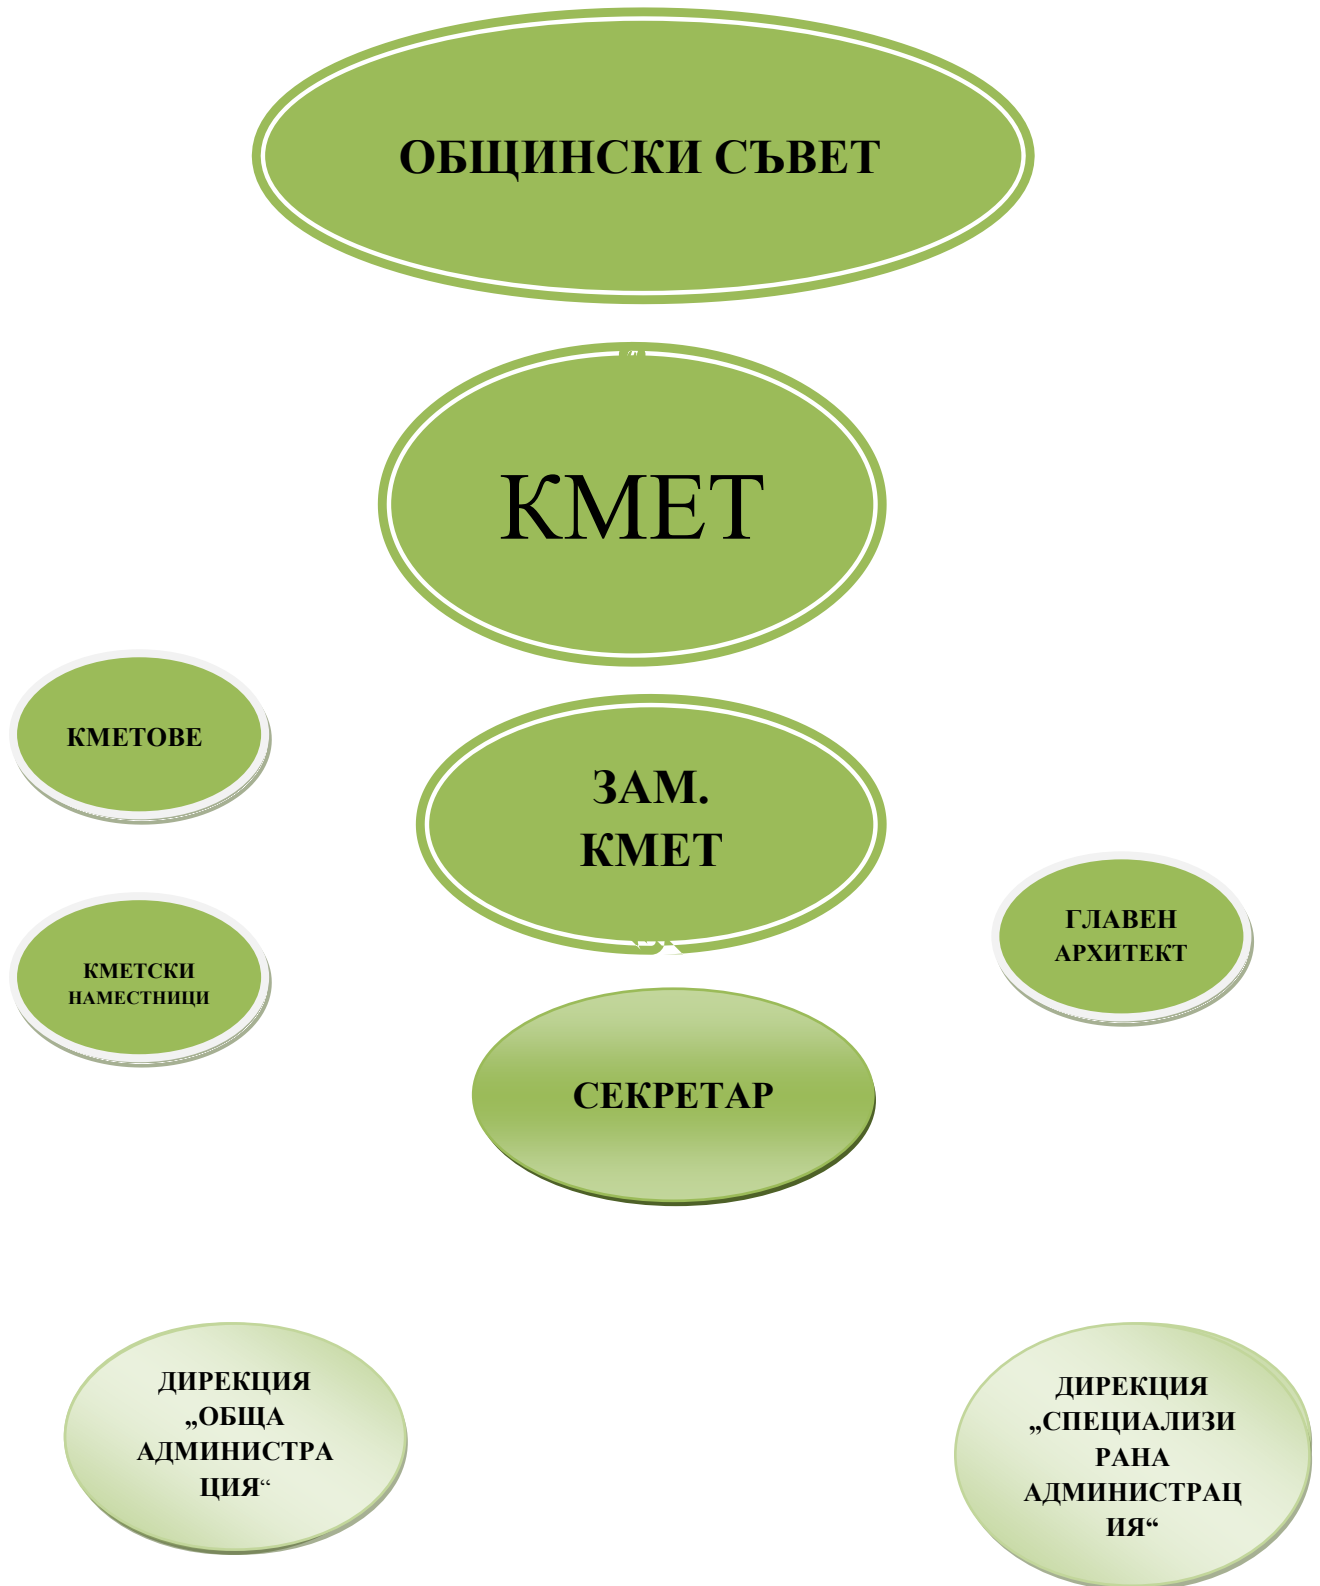 ОБЩИНСКИ СЪВЕТ
КМЕТ
КМЕТОВЕ
ЗАМ.
КМЕТ
КМЕТСКИ
НАМЕСТНИЦИ
ГЛАВЕН
АРХИТЕКТ
СЕКРЕТАР
ДИРЕКЦИЯ
„ОБЩА
АДМИНИСТРА
ЦИЯ“
ДИРЕКЦИЯ
„СПЕЦИАЛИЗИ
РАНА
АДМИНИСТРАЦ
ИЯ“